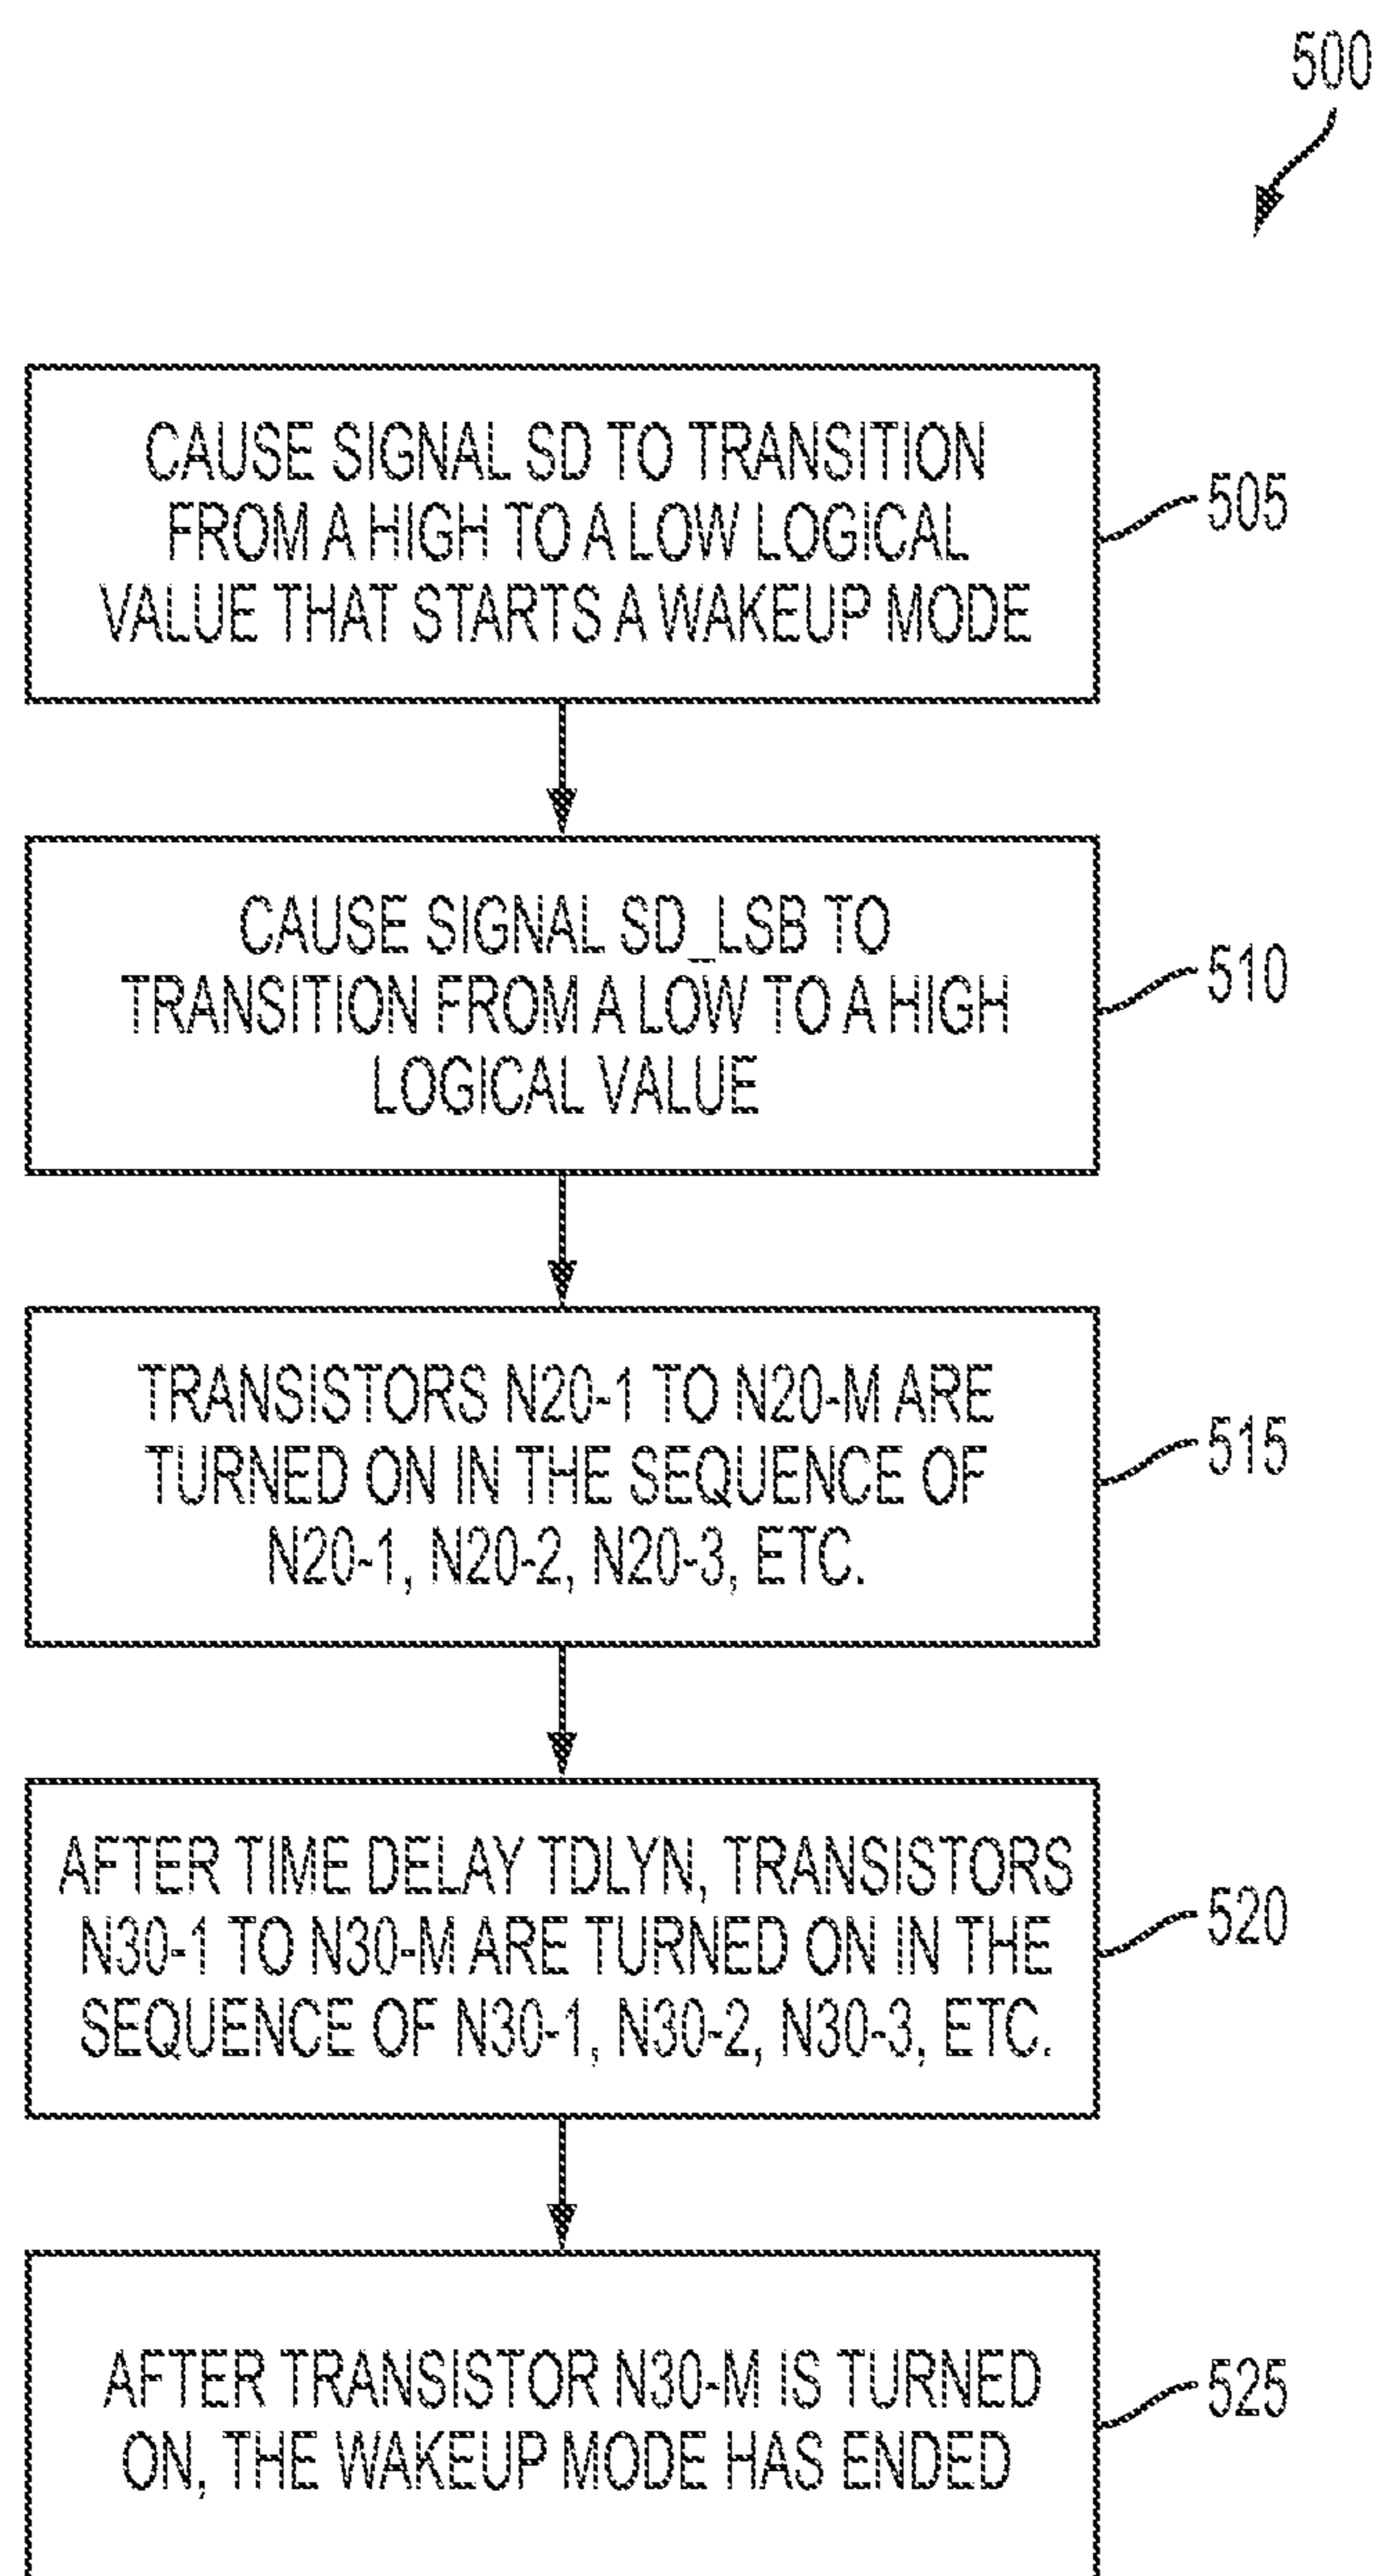 500
CAUSE SIGNAL SD TO TRANSITION
FROM A HIGH TO A LOW LOGICAL
VALUE THAT STARTS A WAKEUP MODE
505
CAUSE SIGNAL SD_LSB TO
TRANSITION FROM A LOW TO A HIGH
LOGICAL VALUE
510
TRANSISTORS N20-1 TO N20-M ARE
TURNED ON IN THE SEQUENCE OF
N20-1, N20-2, N20-3, ETC.
515
AFTER TIME DELAY TDLYN, TRANSISTORS
N30-1 TO N30-M ARE TURNED ON IN THE
SEQUENCE OF N30-1, N30-2, N30-3, ETC.
520
AFTER TRANSISTOR N30-M IS TURNED
ON, THE WAKEUP MODE HAS ENDED
525